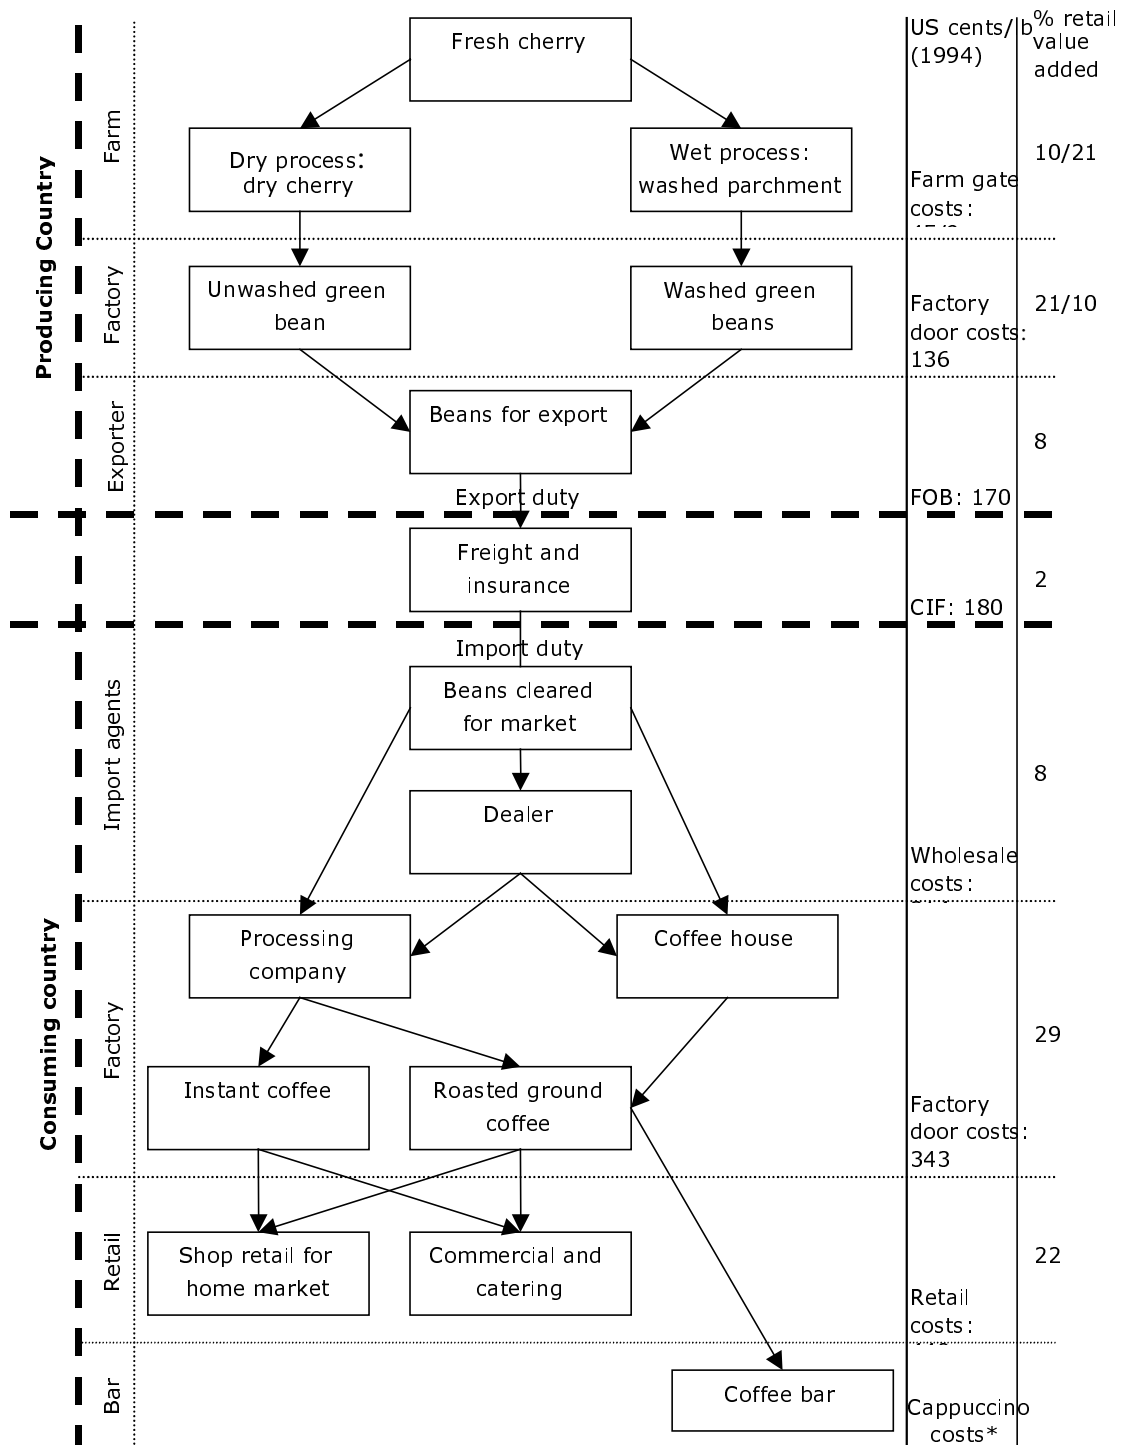 Fresh cherry
US cents/lb
(1994)
% retail
value
added
Producing Country
Farm
Dry process:
dry cherry
Wet process:
washed parchment
Farm gate
costs:
10/21
Factory
Unwashed green
bean
Washed green
beans
Factory
door costs:
136
21/10
Exporter
Beans for export
8
Export duty
FOB: 170
Freight and
insurance
2
CIF: 180
Consuming country
Import duty
Import agents
Beans cleared
for market
8
Dealer
Wholesale
costs:
Factory
Processing
company
Coffee house
29
Instant coffee
Roasted ground
coffee
Factory
door costs:
343
Retail
Shop retail for
home market
Commercial and
catering
22
Retail
costs:
Bar
Coffee bar
Cappuccino
costs*